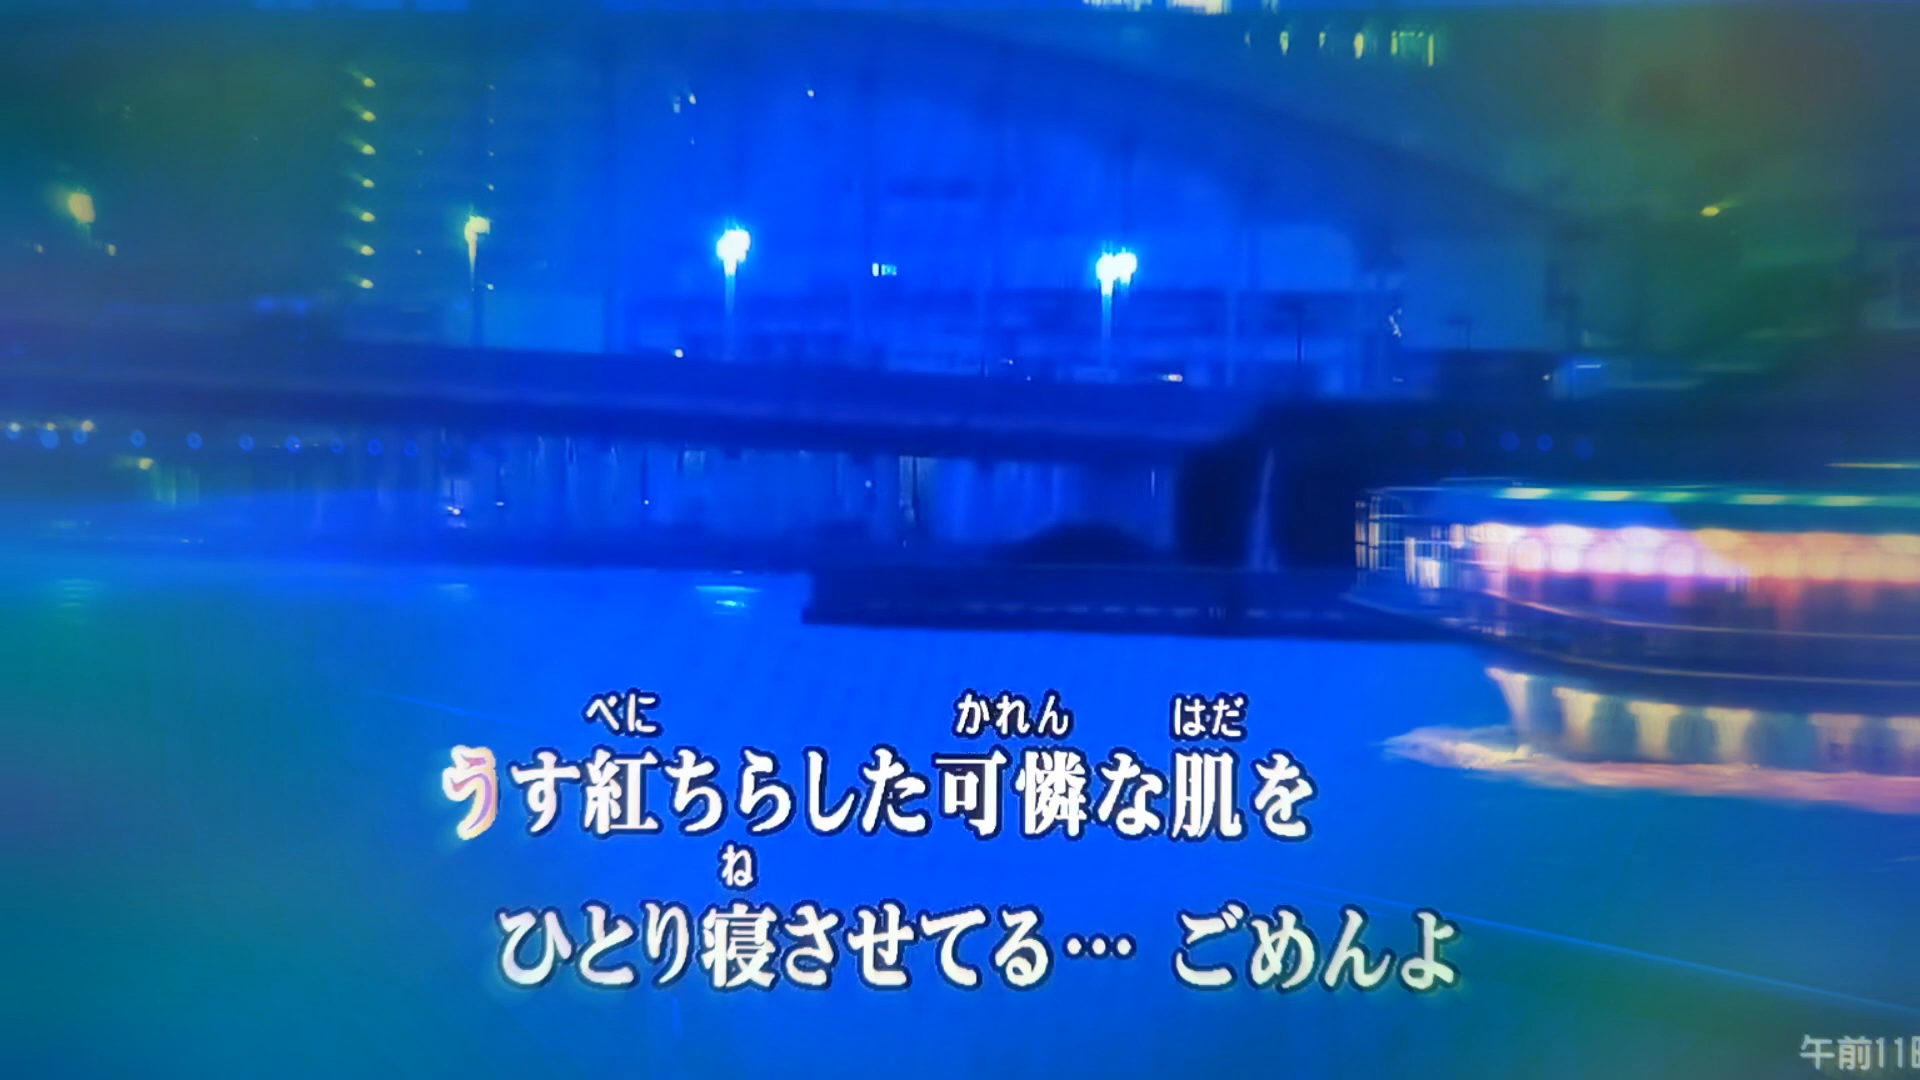 べに かれん はだ
うす紅ちらした可憐な肌を
ね
ひとり寝させてる… ごめんよ
午前11時